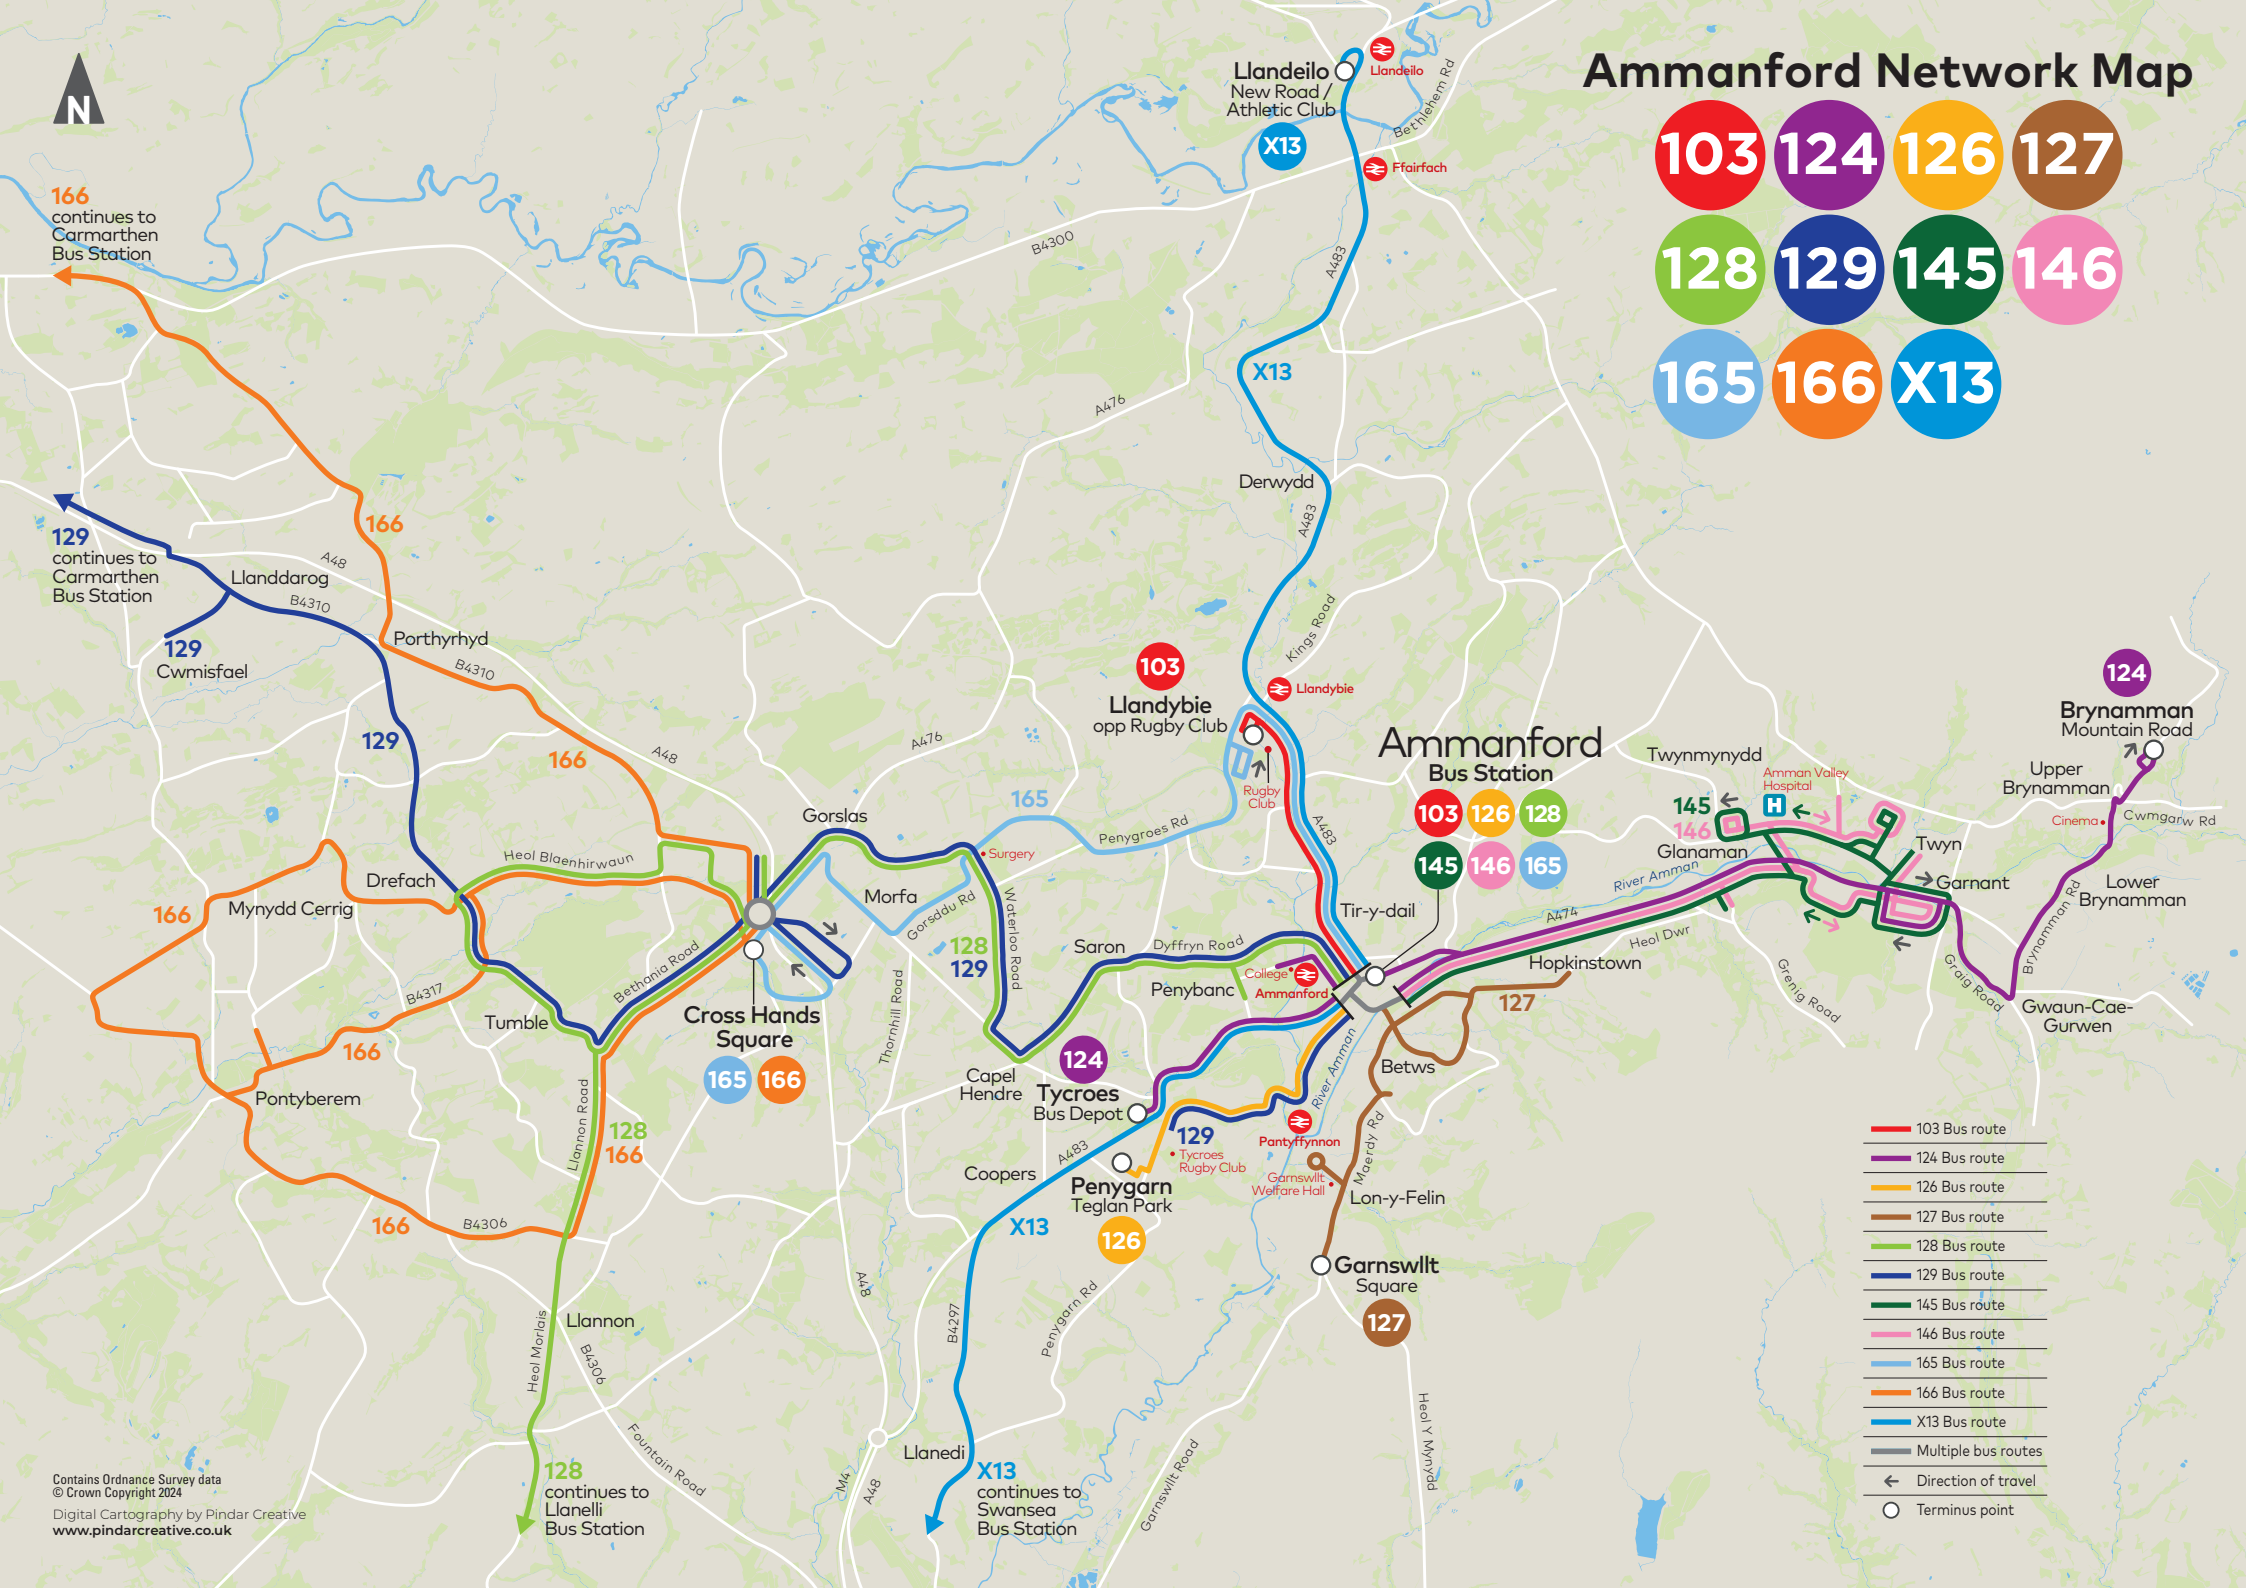 Ammanford Network Map
103 124 126 127
128 129 145 146
165 166 X13
N
166
continues to
Carmarthen
Bus Station
129
continues to
Carmarthen
Bus Station
Llandeilo
New Road /
Athletic Club
X13
Llandeilo
Bethlehem Rd
Ffairfach
B4300
A483
X13
A476
Derwydd
A483
Kings Road
166
A48
Llanddarog
B4310
129
Cwmisfael
Porthyrhyd
B4310
129
166
A48
A476
103
Llandybie
opp Rugby Club
Llandybie
Rugby
Club
A483
Ammanford
Bus Station
103 126 128
145 146 165
Tir-y-dail
Twynmynydd
Amman Valley
Hospital
H
145
146
Glanaman
River Amman
Twyn
Garnant
A474
Heol Dwr
Hopkinstown
127
Grenig Road
Graig Road
124
Brynamman
Mountain Road
Upper
Brynamman
Cinema
Cwmgarw Rd
Lower
Brynamman
Brynamman Rd
Gwaun-Cae-
Gurwen
Gorslas
165
Penygroes Rd
Surgery
Heol Blaenhirwaun
Drefach
166
Mynydd Cerrig
Morfa
Gorsddu Rd
Waterloo Road
128
129
Saron
Dyffryn Road
College
Ammanford
Penybanc
Bethania Road
B4317
Tumble
Cross Hands
Square
165 166
Thornhill Road
166
Pontyberem
Capel
Hendre
124
Tycroes
Bus Depot
129
Tycroes
Rugby Club
Pantyffynnon
River Amman
Betws
Maerdy Rd
Garnswllt
Welfare Hall
Lon-y-Felin
Llannon Road
128
166
A483
Coopers
Penygarn
Teglan Park
126
166
B4306
X13
Garnswllt
Square
127
A48
B4297
Penygarn Rd
Llannon
Heol Morlais
B4306
Fountain Road
M4
A48
Llanedi
X13
continues to
Swansea
Bus Station
Garnswllt Road
Heol Y Mynydd
128
continues to
Llanelli
Bus Station
103 Bus route
124 Bus route
126 Bus route
127 Bus route
128 Bus route
129 Bus route
145 Bus route
146 Bus route
165 Bus route
166 Bus route
X13 Bus route
Multiple bus routes
Direction of travel
Terminus point
Contains Ordnance Survey data
© Crown Copyright 2024
Digital Cartography by Pindar Creative
www.pindarcreative.co.uk